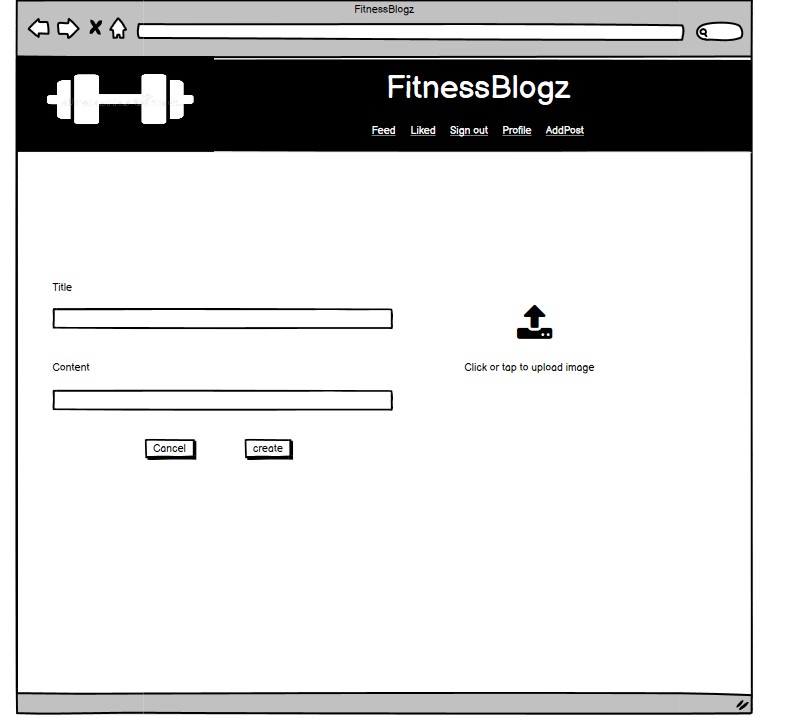 FitnessBlogz
FitnessBlogz
Feed Liked Sign out Profile AddPost
Title
Content
Click or tap to upload image
Cancel create